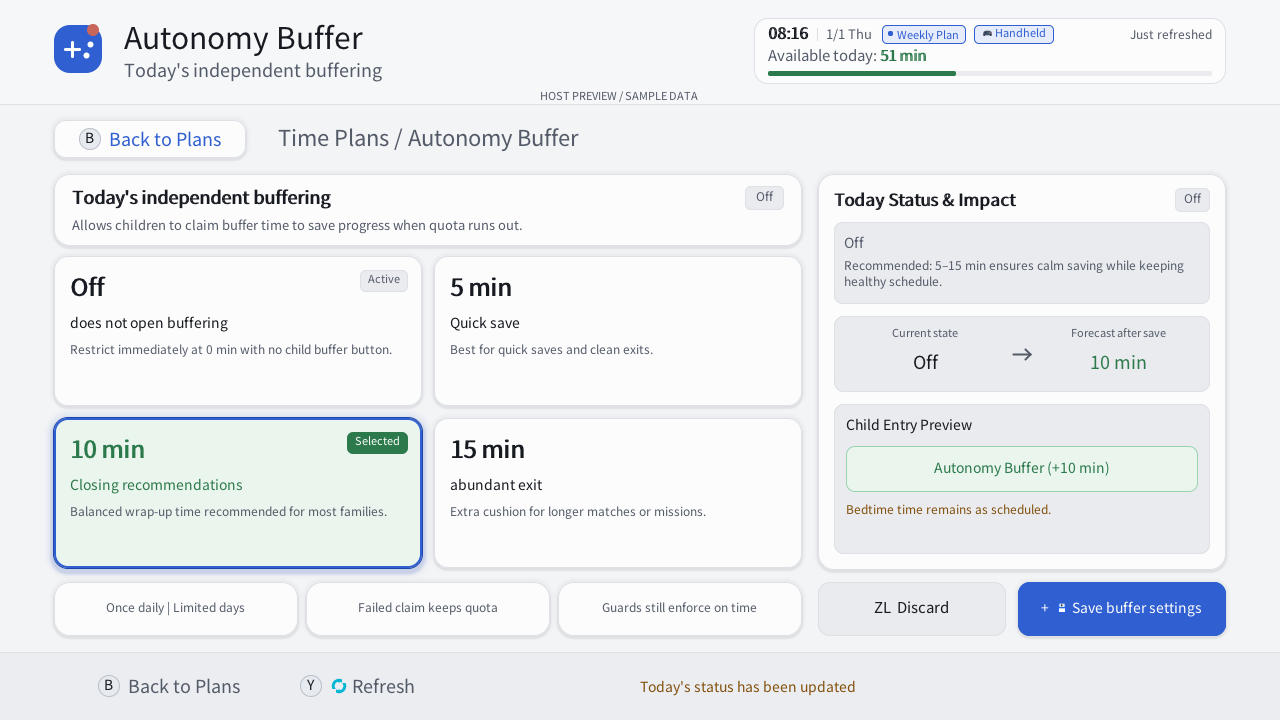 Autonomy Buffer
Today's independent buffering
08:16 1/1 Thu Weekly Plan Handheld Just refreshed
Available today: 51 min
HOST PREVIEW / SAMPLE DATA
B Back to Plans
Time Plans / Autonomy Buffer
Today's independent buffering Off
Allows children to claim buffer time to save progress when quota runs out.
Off Active
does not open buffering
Restrict immediately at 0 min with no child buffer button.
5 min
Quick save
Best for quick saves and clean exits.
10 min Selected
Closing recommendations
Balanced wrap-up time recommended for most families.
15 min
abundant exit
Extra cushion for longer matches or missions.
Once daily | Limited days
Failed claim keeps quota
Guards still enforce on time
Today Status & Impact Off
Off
Recommended: 5–15 min ensures calm saving while keeping
healthy schedule.
Current state
Off
→
Forecast after save
10 min
Child Entry Preview
Autonomy Buffer (+10 min)
Bedtime time remains as scheduled.
ZL Discard
+ Save buffer settings
B Back to Plans
Y Refresh
Today's status has been updated